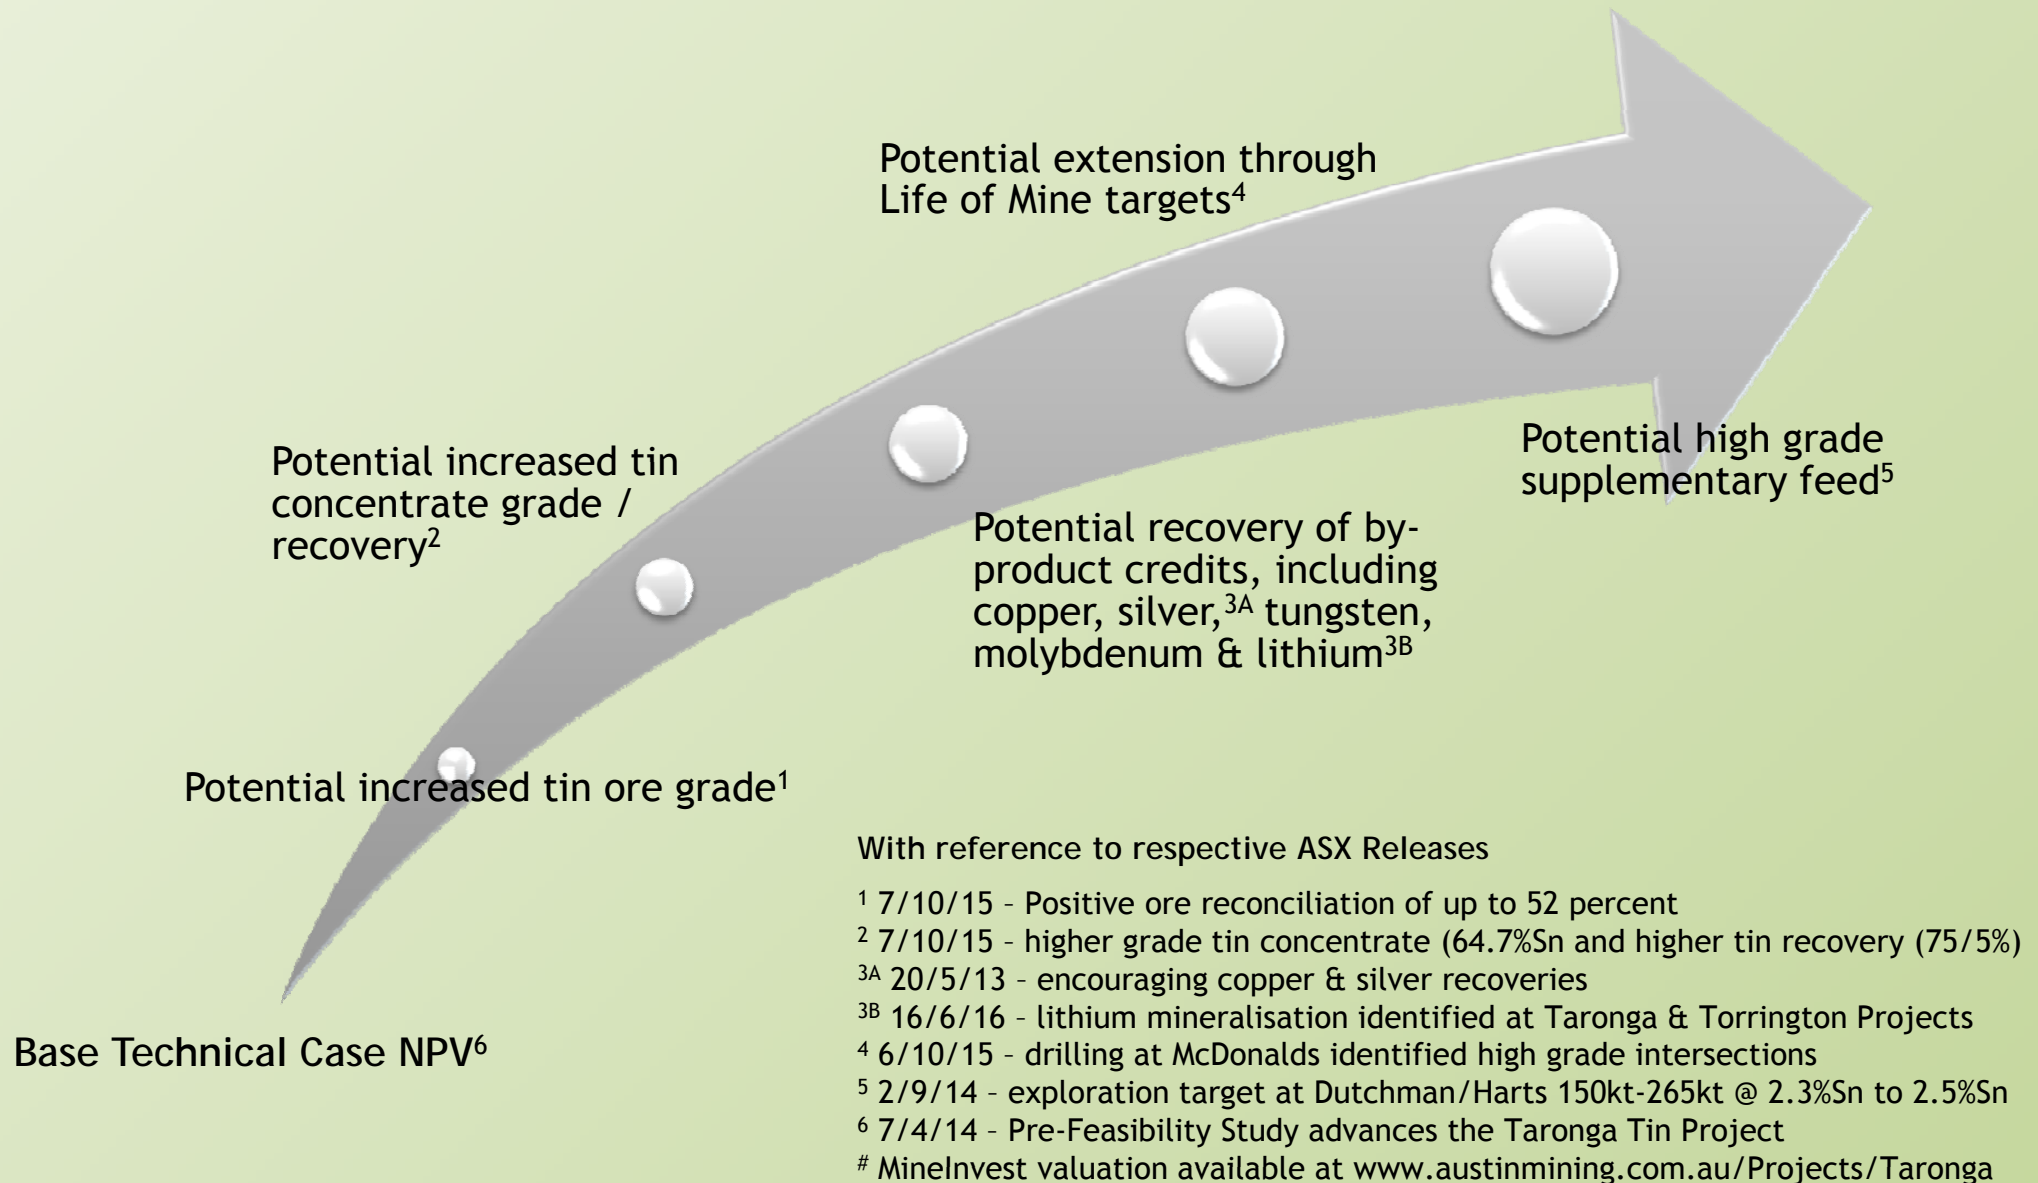 Potential extension through
Life of Mine targets⁴
Potential increased tin
concentrate grade /
recovery²
Potential high grade
supplementary feed⁵
Potential recovery of by-
product credits, including
copper, silver,³ᴬ tungsten,
molybdenum & lithium³ᴮ
Potential increased tin ore grade¹
Base Technical Case NPV⁶
With reference to respective ASX Releases
¹ 7/10/15 – Positive ore reconciliation of up to 52 percent
² 7/10/15 – higher grade tin concentrate (64.7%Sn and higher tin recovery (75/5%)
³ᴬ 20/5/13 – encouraging copper & silver recoveries
³ᴮ 16/6/16 – lithium mineralisation identified at Taronga & Torrington Projects
⁴ 6/10/15 – drilling at McDonalds identified high grade intersections
⁵ 2/9/14 – exploration target at Dutchman/Harts 150kt-265kt @ 2.3%Sn to 2.5%Sn
⁶ 7/4/14 – Pre-Feasibility Study advances the Taronga Tin Project
# MineInvest valuation available at www.austinmining.com.au/Projects/Taronga